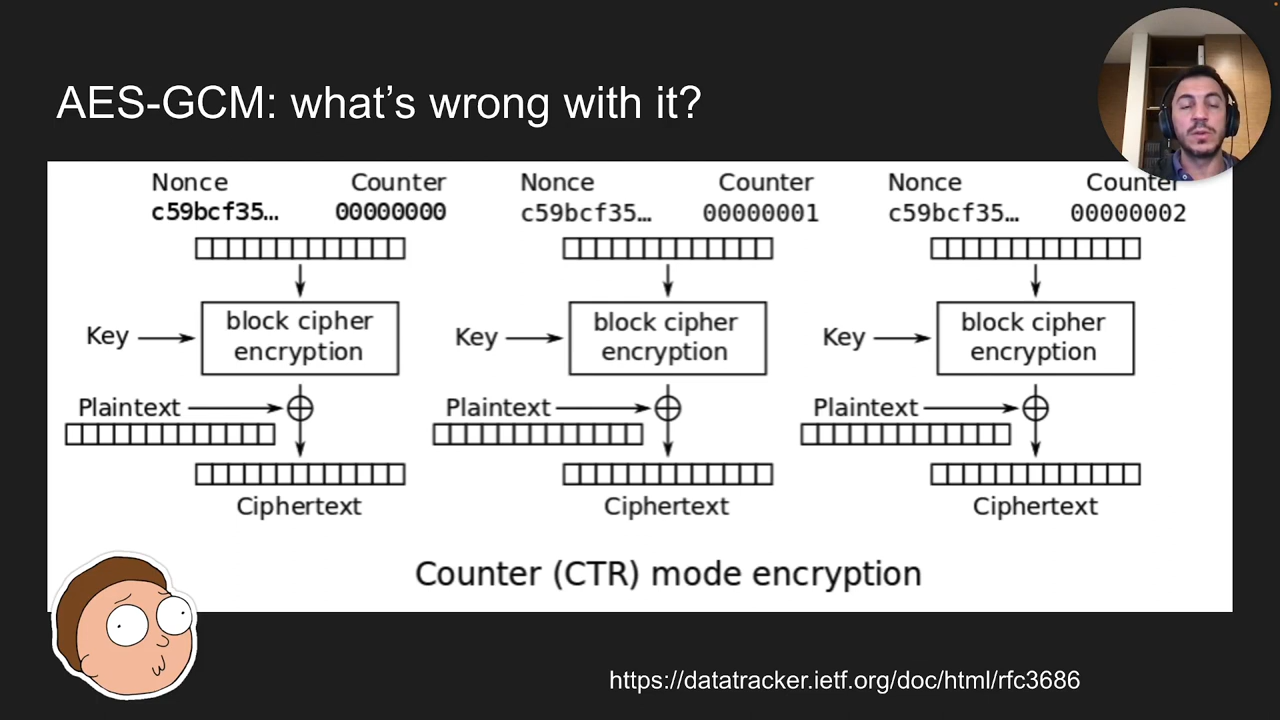 AES-GCM: what's wrong with it?
Nonce Counter Nonce Counter Nonce Counter
c59bcf35… 00000000 c59bcf35… 00000001 c59bcf35… 00000002
Key block cipher encryption Key block cipher encryption Key block cipher encryption
Plaintext Plaintext Plaintext
Ciphertext Ciphertext Ciphertext
Counter (CTR) mode encryption
https://datatracker.ietf.org/doc/html/rfc3686